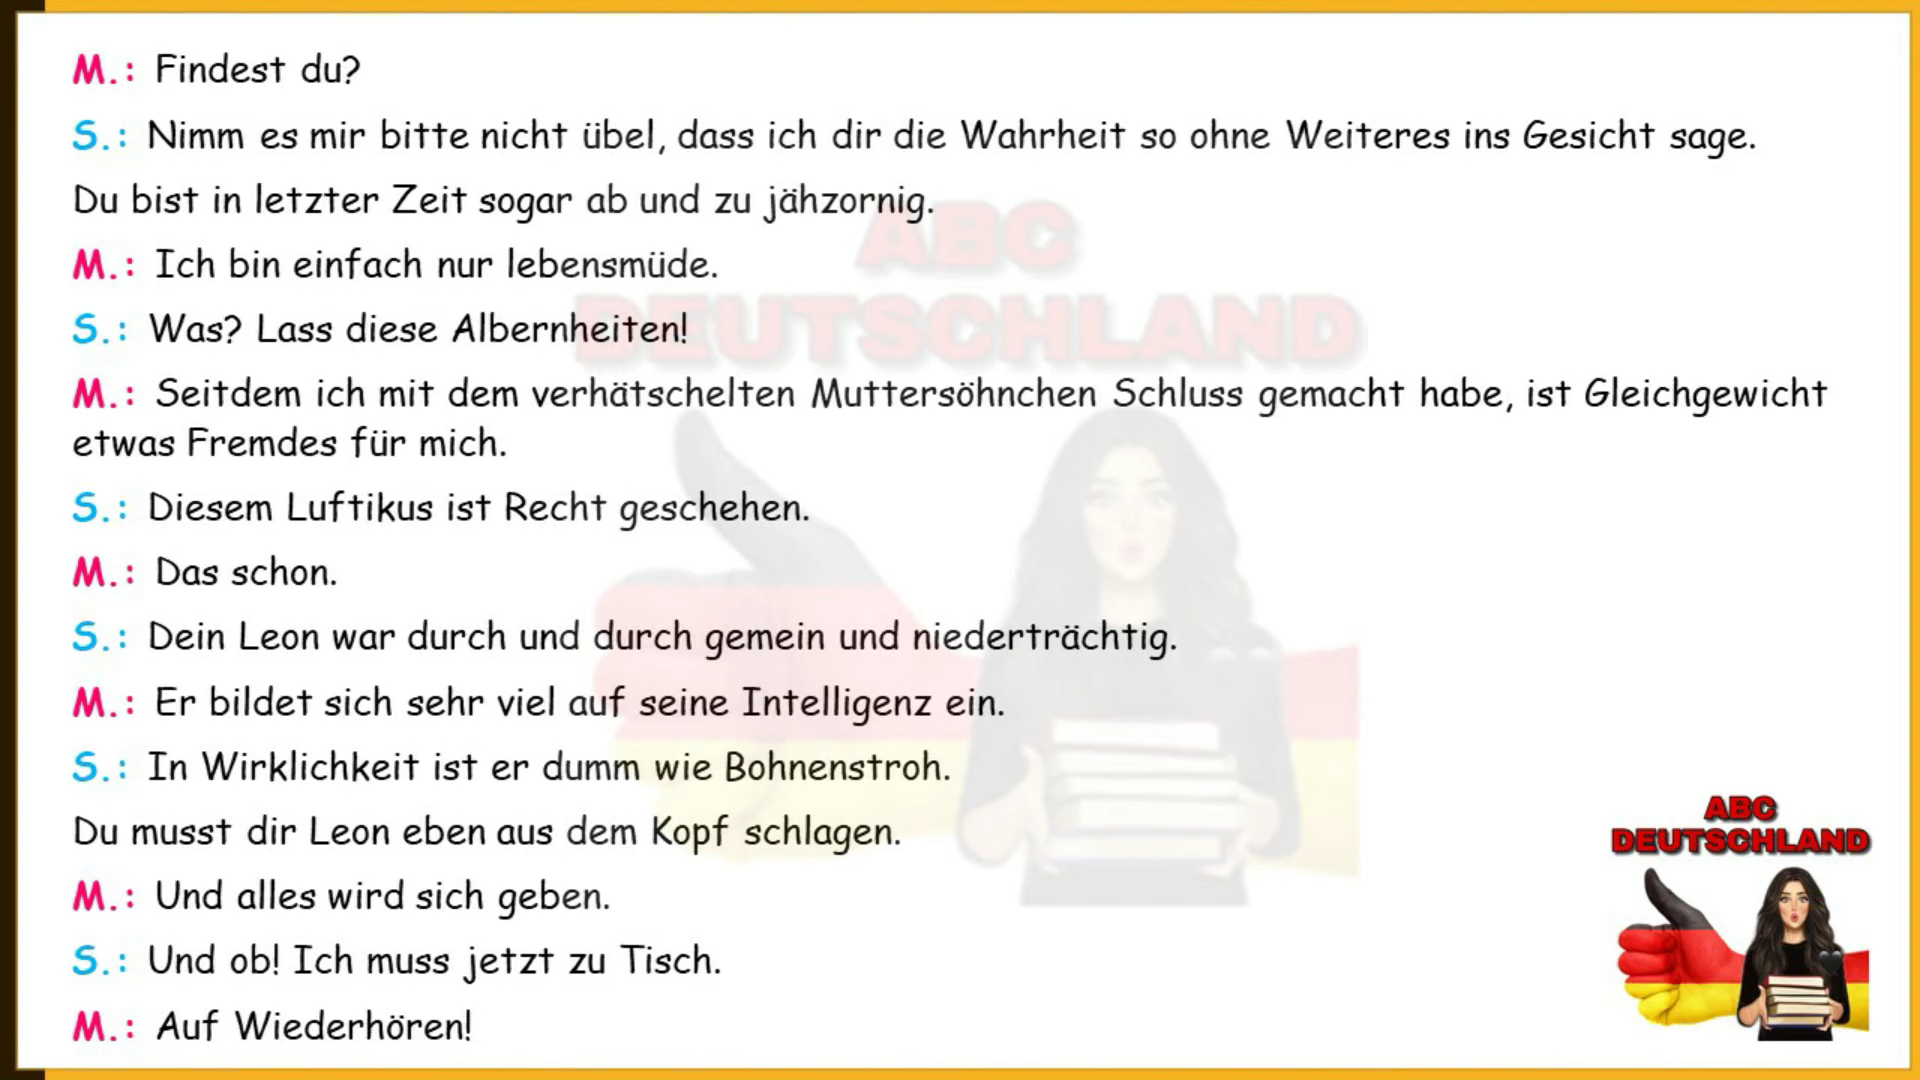 M.: Findest du?
S.: Nimm es mir bitte nicht übel, dass ich dir die Wahrheit so ohne Weiteres ins Gesicht sage.
Du bist in letzter Zeit sogar ab und zu jähzornig.
M.: Ich bin einfach nur lebensmüde.
S.: Was? Lass diese Albernheiten!
M.: Seitdem ich mit dem verhätschelten Muttersöhnchen Schluss gemacht habe, ist Gleichgewicht
etwas Fremdes für mich.
S.: Diesem Luftikus ist Recht geschehen.
M.: Das schon.
S.: Dein Leon war durch und durch gemein und niederträchtig.
M.: Er bildet sich sehr viel auf seine Intelligenz ein.
S.: In Wirklichkeit ist er dumm wie Bohnenstroh.
Du musst dir Leon eben aus dem Kopf schlagen.
M.: Und alles wird sich geben.
S.: Und ob! Ich muss jetzt zu Tisch.
M.: Auf Wiederhören!
ABC
DEUTSCHLAND
ABC
DEUTSCHLAND